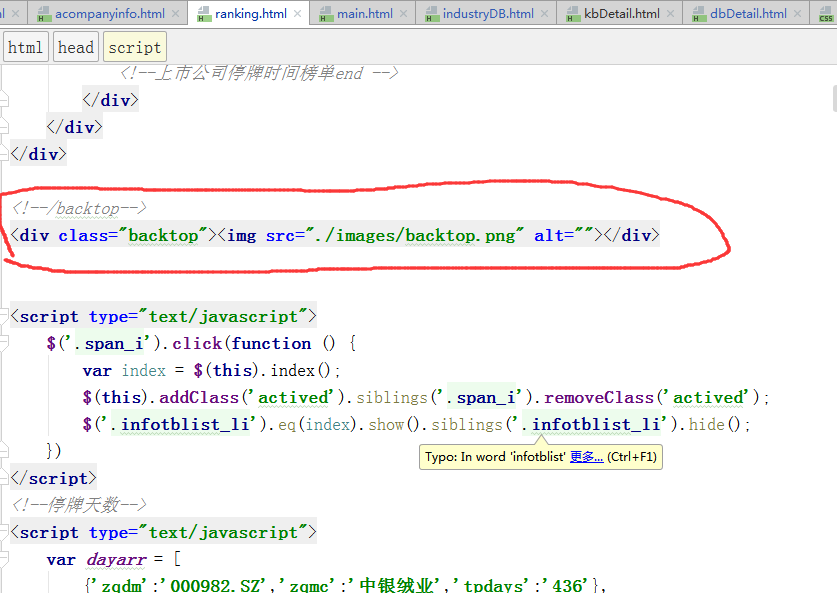 l acompanyinfo.html ranking.html main.html industryDB.html kbDetail.html dbDetail.html
html head script
<!--上市公司停牌时间榜单end -->
</div>
</div>
</div>
<!--/backtop-->
<div class="backtop"><img src="./images/backtop.png" alt=""></div>
<script type="text/javascript">
$('.span_i').click(function () {
var index = $(this).index();
$(this).addClass('actived').siblings('.span_i').removeClass('actived');
$('.infotblist_li').eq(index).show().siblings('.infotblist_li').hide();
})
Typo: In word 'infotblist' 更多... (Ctrl+F1)
</script>
<!--停牌天数-->
<script type="text/javascript">
var dayarr = [
{'zqdm':'000982.SZ','zqmc':'中银绒业','tpdays':'436'},